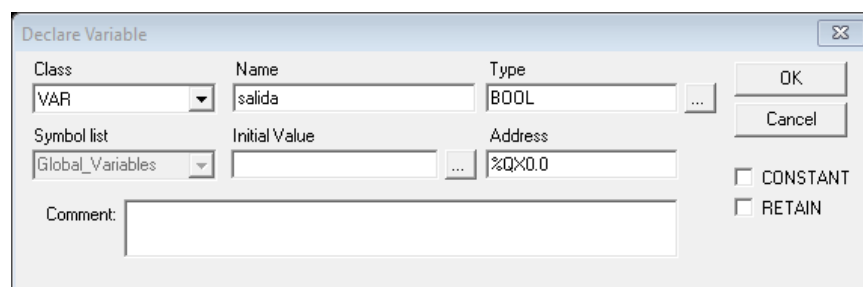 Declare Variable
Class Name Type
VAR salida BOOL ... OK
Symbol list Initial Value Address Cancel
Global_Variables ... %QX0.0
CONSTANT
Comment: RETAIN